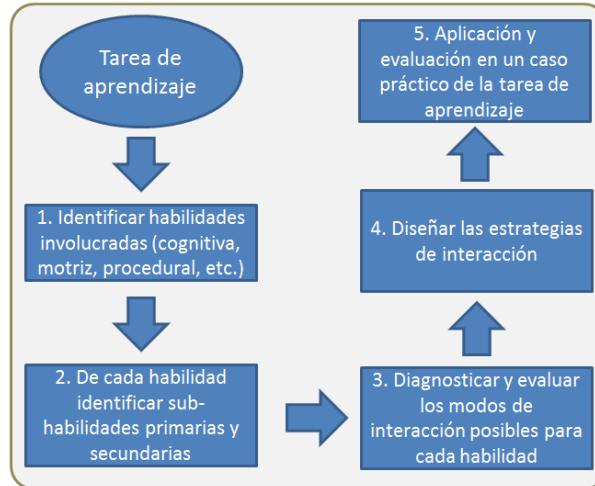 Tarea de
aprendizaje
1. Identificar habilidades
involucradas (cognitiva,
motriz, procedural, etc.)
2. De cada habilidad
identificar sub-
habilidades primarias y
secundarias
3. Diagnosticar y evaluar
los modos de
interacción posibles para
cada habilidad
4. Diseñar las estrategias
de interacción
5. Aplicación y
evaluación en un caso
práctico de la tarea de
aprendizaje